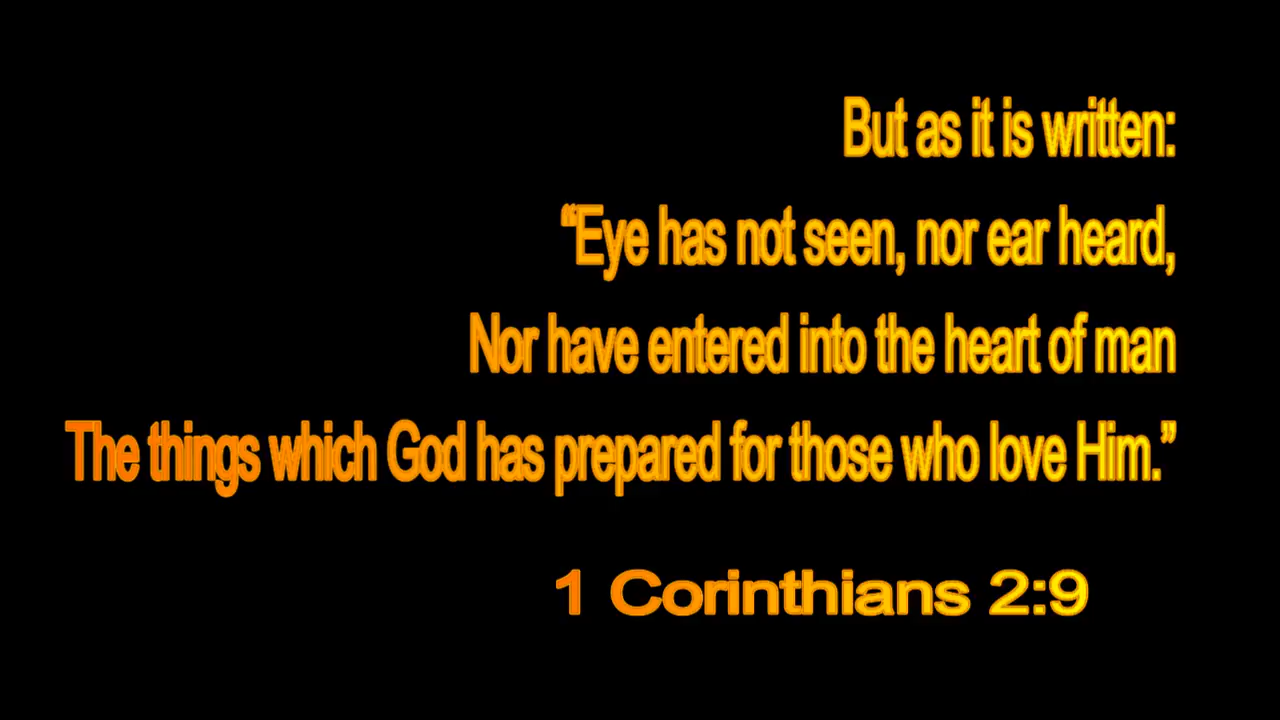 But as it is written:
“Eye has not seen, nor ear heard,
Nor have entered into the heart of man
The things which God has prepared for those who love Him.”
1 Corinthians 2:9